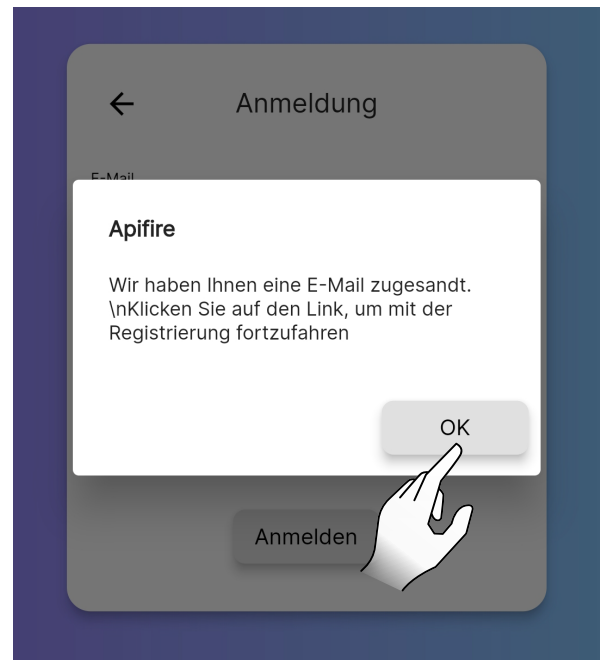 Anmeldung
E-Mail
Apifire
Wir haben Ihnen eine E-Mail zugesandt.
\nKlicken Sie auf den Link, um mit der
Registrierung fortzufahren
OK
Anmelden